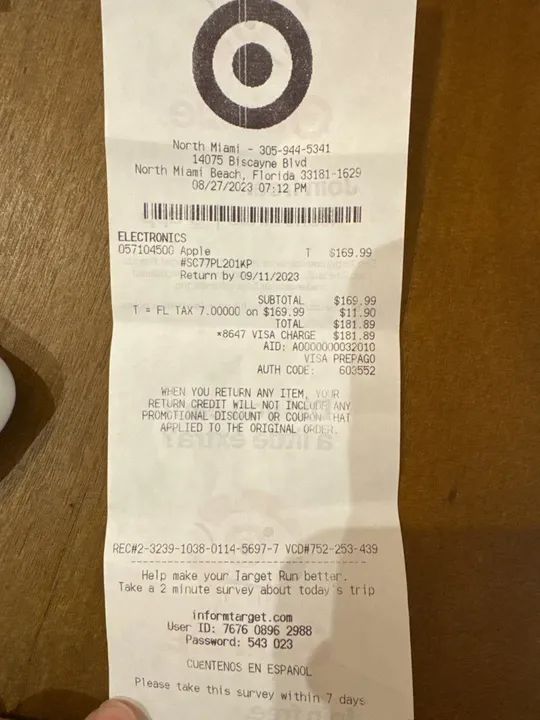 North Miami - 305-944-5341
14075 Biscayne Blvd
North Miami Beach, Florida 33181-1629
08/27/2023 07:12 PM
ELECTRONICS
057104500 Apple T $169.99
#SC77PL201KP
Return by 09/11/2023
SUBTOTAL $169.99
T = FL TAX 7.00000 on $169.99 $11.90
TOTAL $181.89
*8647 VISA CHARGE $181.89
AID: A0000000032010
VISA PREPAGO
AUTH CODE: 603552
WHEN YOU RETURN ANY ITEM, YOUR
RETURN CREDIT WILL NOT INCLUDE ANY
PROMOTIONAL DISCOUNT OR COUPON THAT
APPLIED TO THE ORIGINAL ORDER.
REC#2-3239-1038-0114-5697-7 VCD#752-253-439
Help make your Target Run better.
Take a 2 minute survey about today's trip
informtarget.com
User ID: 7676 0896 2988
Password: 543 023
CUENTENOS EN ESPAÑOL
Please take this survey within 7 days